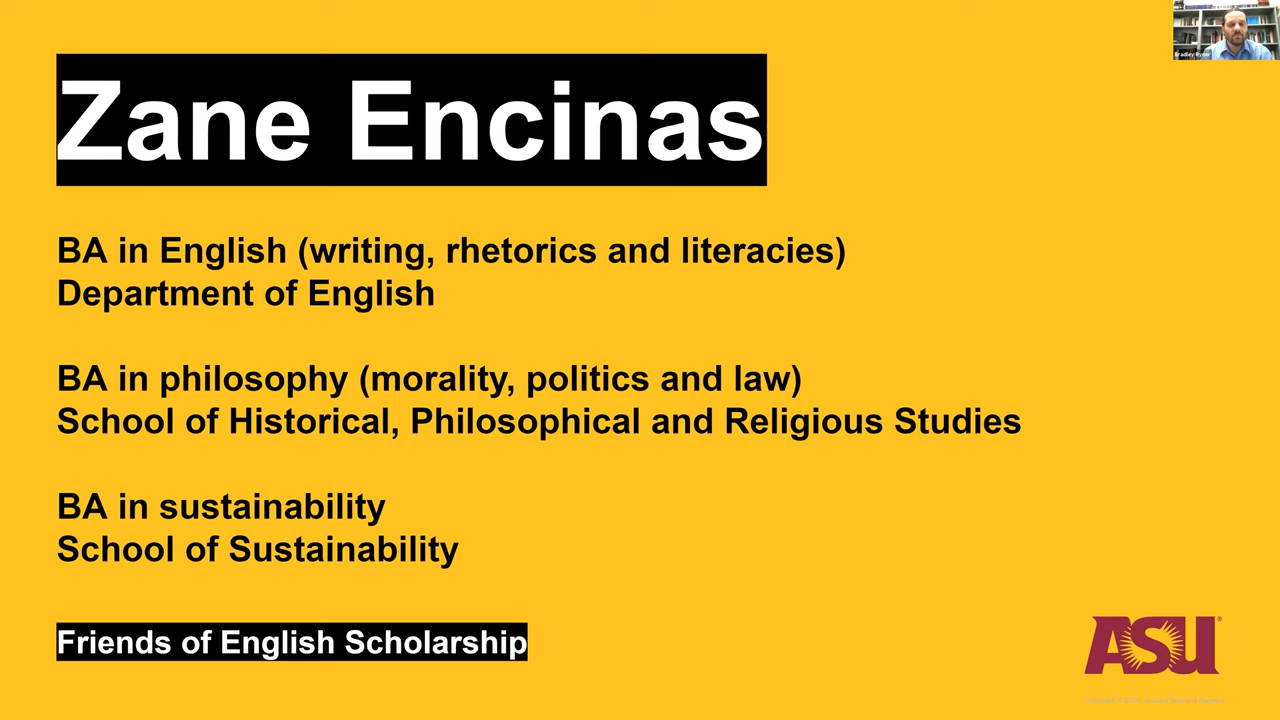 Zane Encinas
BA in English (writing, rhetorics and literacies)
Department of English
BA in philosophy (morality, politics and law)
School of Historical, Philosophical and Religious Studies
BA in sustainability
School of Sustainability
Friends of English Scholarship
ASU